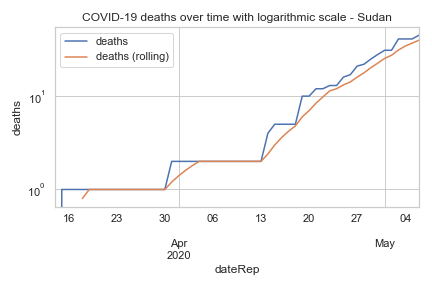 COVID-19 deaths over time with logarithmic scale - Sudan
deaths
deaths (rolling)
deaths
10¹
10⁰
16 23 30 06 13 20 27 04
Apr May
2020
dateRep